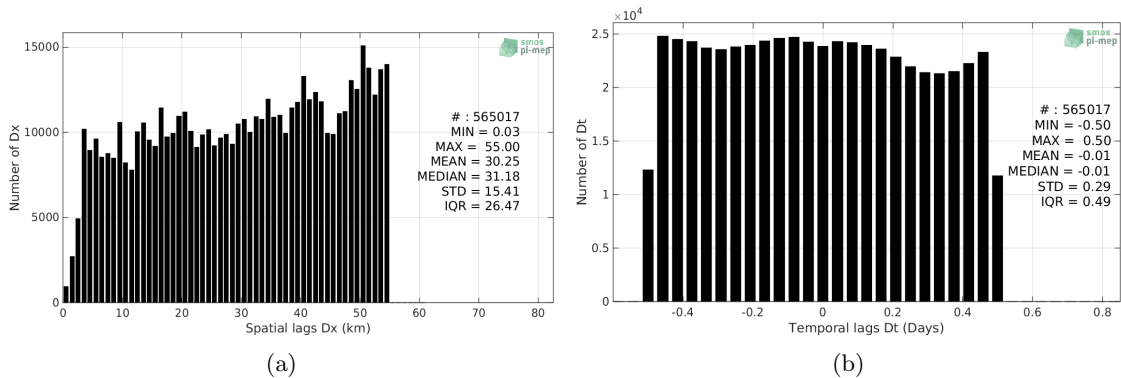 15000
10000
5000
0
0
10
20
30
40
50
60
70
80
Number of Dx
Spatial lags Dx (km)
smos
pi-mep
# : 565017
MIN = 0.03
MAX = 55.00
MEAN = 30.25
MEDIAN = 31.18
STD = 15.41
IQR = 26.47
(a)
×10⁴
2.5
2
1.5
1
0.5
0
-0.4
-0.2
0
0.2
0.4
0.6
0.8
Number of Dt
Temporal lags Dt (Days)
smos
pi-mep
# : 565017
MIN = -0.50
MAX = 0.50
MEAN = -0.01
MEDIAN = -0.01
STD = 0.29
IQR = 0.49
(b)